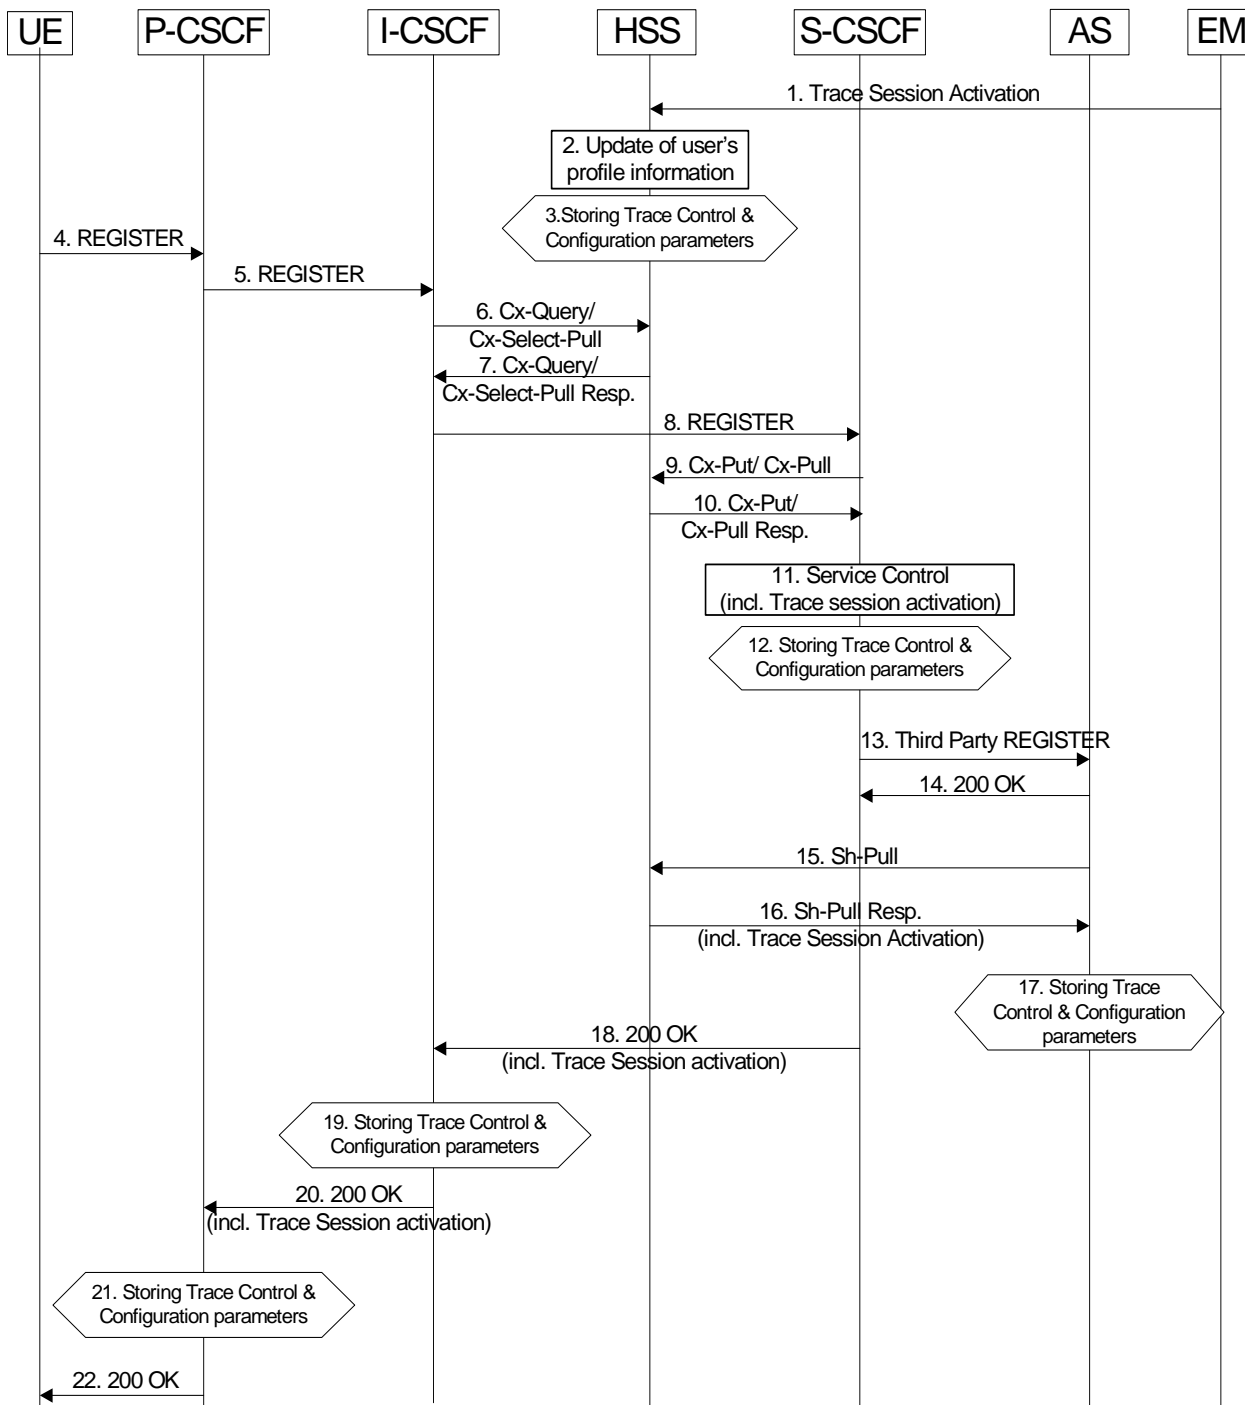 UE
P-CSCF
I-CSCF
HSS
S-CSCF
AS
EM
1. Trace Session Activation
2. Update of user's
profile information
3.Storing Trace Control &
Configuration parameters
4. REGISTER
5. REGISTER
6. Cx-Query/
Cx-Select-Pull
7. Cx-Query/
Cx-Select-Pull Resp.
8. REGISTER
9. Cx-Put/ Cx-Pull
10. Cx-Put/
Cx-Pull Resp.
11. Service Control
(incl. Trace session activation)
12. Storing Trace Control &
Configuration parameters
13. Third Party REGISTER
14. 200 OK
15. Sh-Pull
16. Sh-Pull Resp.
(incl. Trace Session Activation)
17. Storing Trace
Control & Configuration
parameters
18. 200 OK
(incl. Trace Session activation)
19. Storing Trace Control &
Configuration parameters
20. 200 OK
(incl. Trace Session activation)
21. Storing Trace Control &
Configuration parameters
22. 200 OK